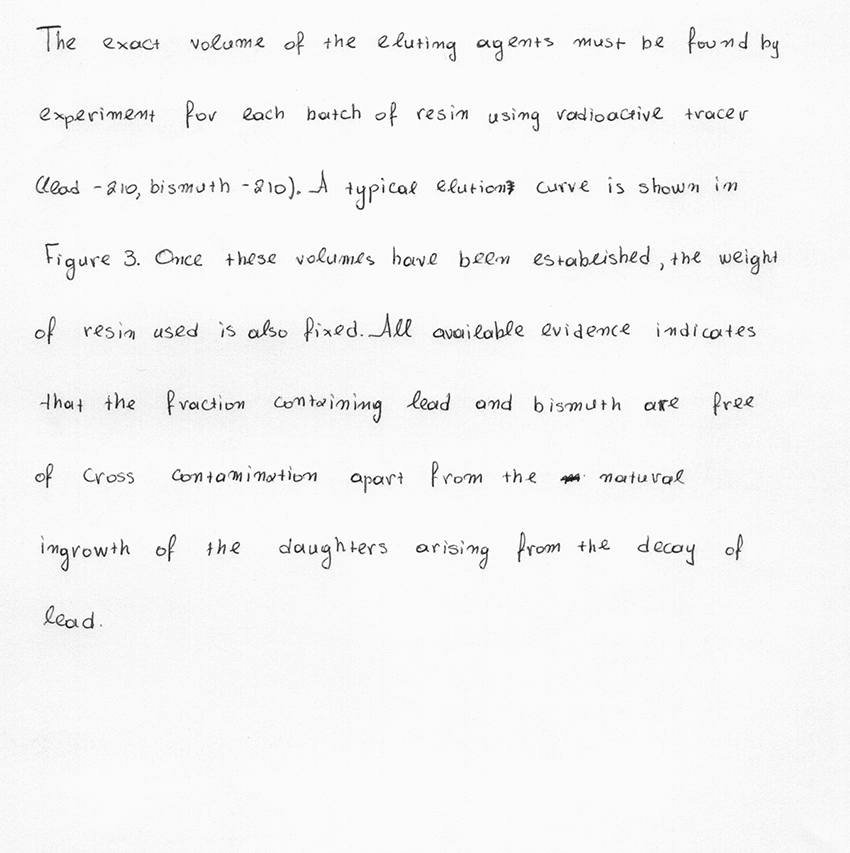 The exact volume of the eluting agents must be found by
experiment for each batch of resin using radioactive tracer
(lead -210, bismuth -210). A typical elution curve is shown in
Figure 3. Once these volumes have been established, the weight
of resin used is also fixed. All available evidence indicates
that the fraction containing lead and bismuth are free
of cross contamination apart from the natural
ingrowth of the daughters arising from the decay of
lead.